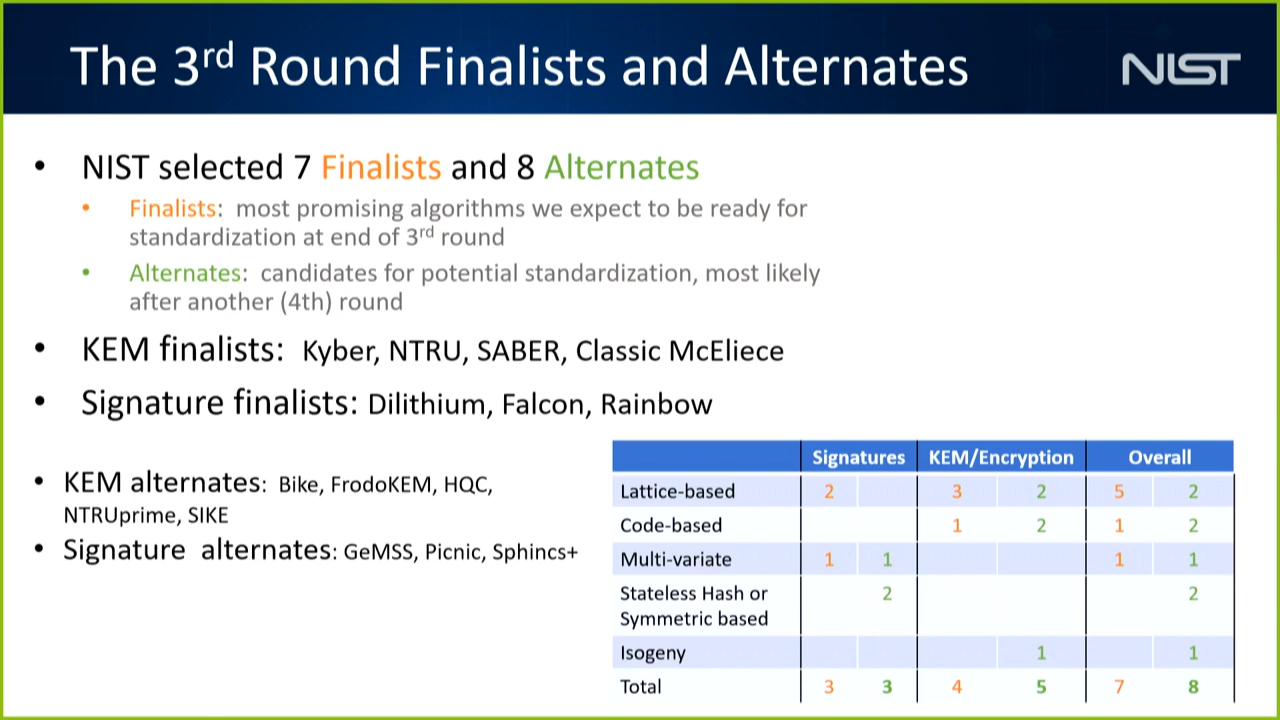 The 3rd Round Finalists and Alternates
NIST
• NIST selected 7 Finalists and 8 Alternates
• Finalists: most promising algorithms we expect to be ready for
standardization at end of 3rd round
• Alternates: candidates for potential standardization, most likely
after another (4th) round
• KEM finalists: Kyber, NTRU, SABER, Classic McEliece
• Signature finalists: Dilithium, Falcon, Rainbow
• KEM alternates: Bike, FrodoKEM, HQC,
NTRUprime, SIKE
• Signature alternates: GeMSS, Picnic, Sphincs+
Signatures KEM/Encryption Overall
Lattice-based 2 3 2 5 2
Code-based 1 2 1 2
Multi-variate 1 1 1 1
Stateless Hash or 2 2
Symmetric based
Isogeny 1 1
Total 3 3 4 5 7 8